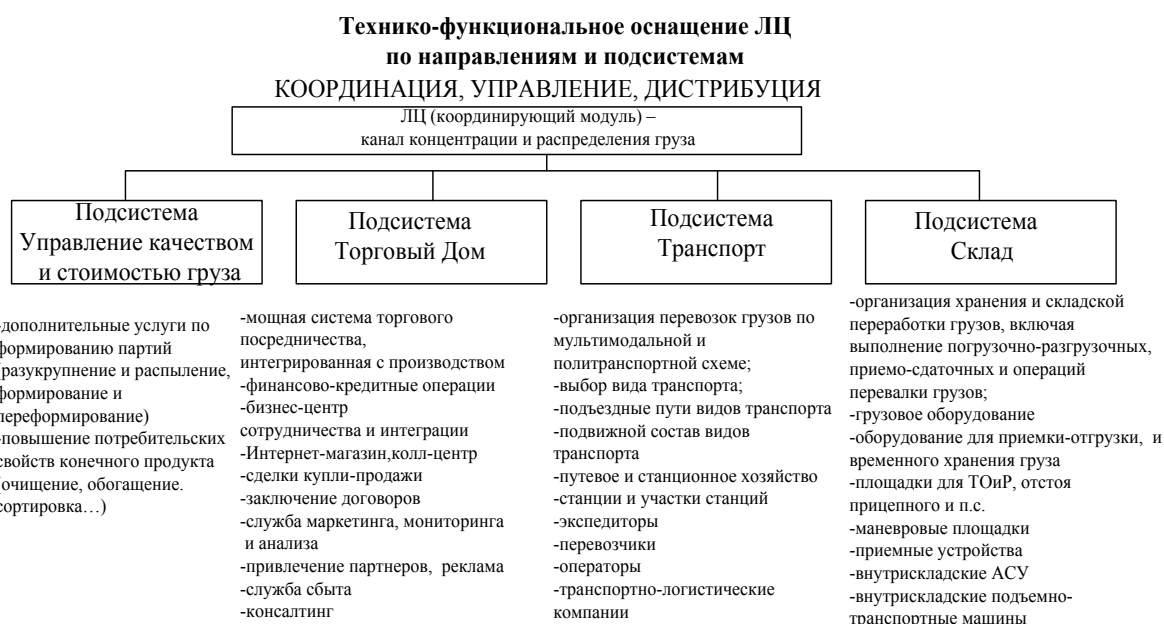 Технико-функциональное оснащение ЛЦ
по направлениям и подсистемам
КООРДИНАЦИЯ, УПРАВЛЕНИЕ, ДИСТРИБУЦИЯ
ЛЦ (координирующий модуль) –
канал концентрации и распределения груза
Подсистема
Управление качеством
и стоимостью груза
-дополнительные услуги по
формированию партий
(разукрупнение и распыление,
формирование и
переформирование)
-повышение потребительских
свойств конечного продукта
(очищение, обогащение.
сортировка…)
Подсистема
Торговый Дом
-мощная система торгового
посредничества,
интегрированная с производством
-финансово-кредитные операции
-бизнес-центр
сотрудничества и интеграции
-Интернет-магазин,колл-центр
-сделки купли-продажи
-заключение договоров
-служба маркетинга, мониторинга
и анализа
-привлечение партнеров, реклама
-служба сбыта
-консалтинг
Подсистема
Транспорт
-организация перевозок грузов по
мультимодальной и
политранспортной схеме;
-выбор вида транспорта;
-подъездные пути видов транспорта
-подвижной состав видов
транспорта
-путевое и станционное хозяйство
-станции и участки станций
-экспедиторы
-перевозчики
-операторы
-транспортно-логистические
компании
Подсистема
Склад
-организация хранения и складской
переработки грузов, включая
выполнение погрузочно-разгрузочных,
приемо-сдаточных и операций
перевалки грузов;
-грузовое оборудование
-оборудование для приемки-отгрузки, и
временного хранения груза
-площадки для ТОиР, отстоя
прицепного и п.с.
-маневровые площадки
-приемные устройства
-внутрискладские АСУ
-внутрискладские подъемно-
транспортные машины